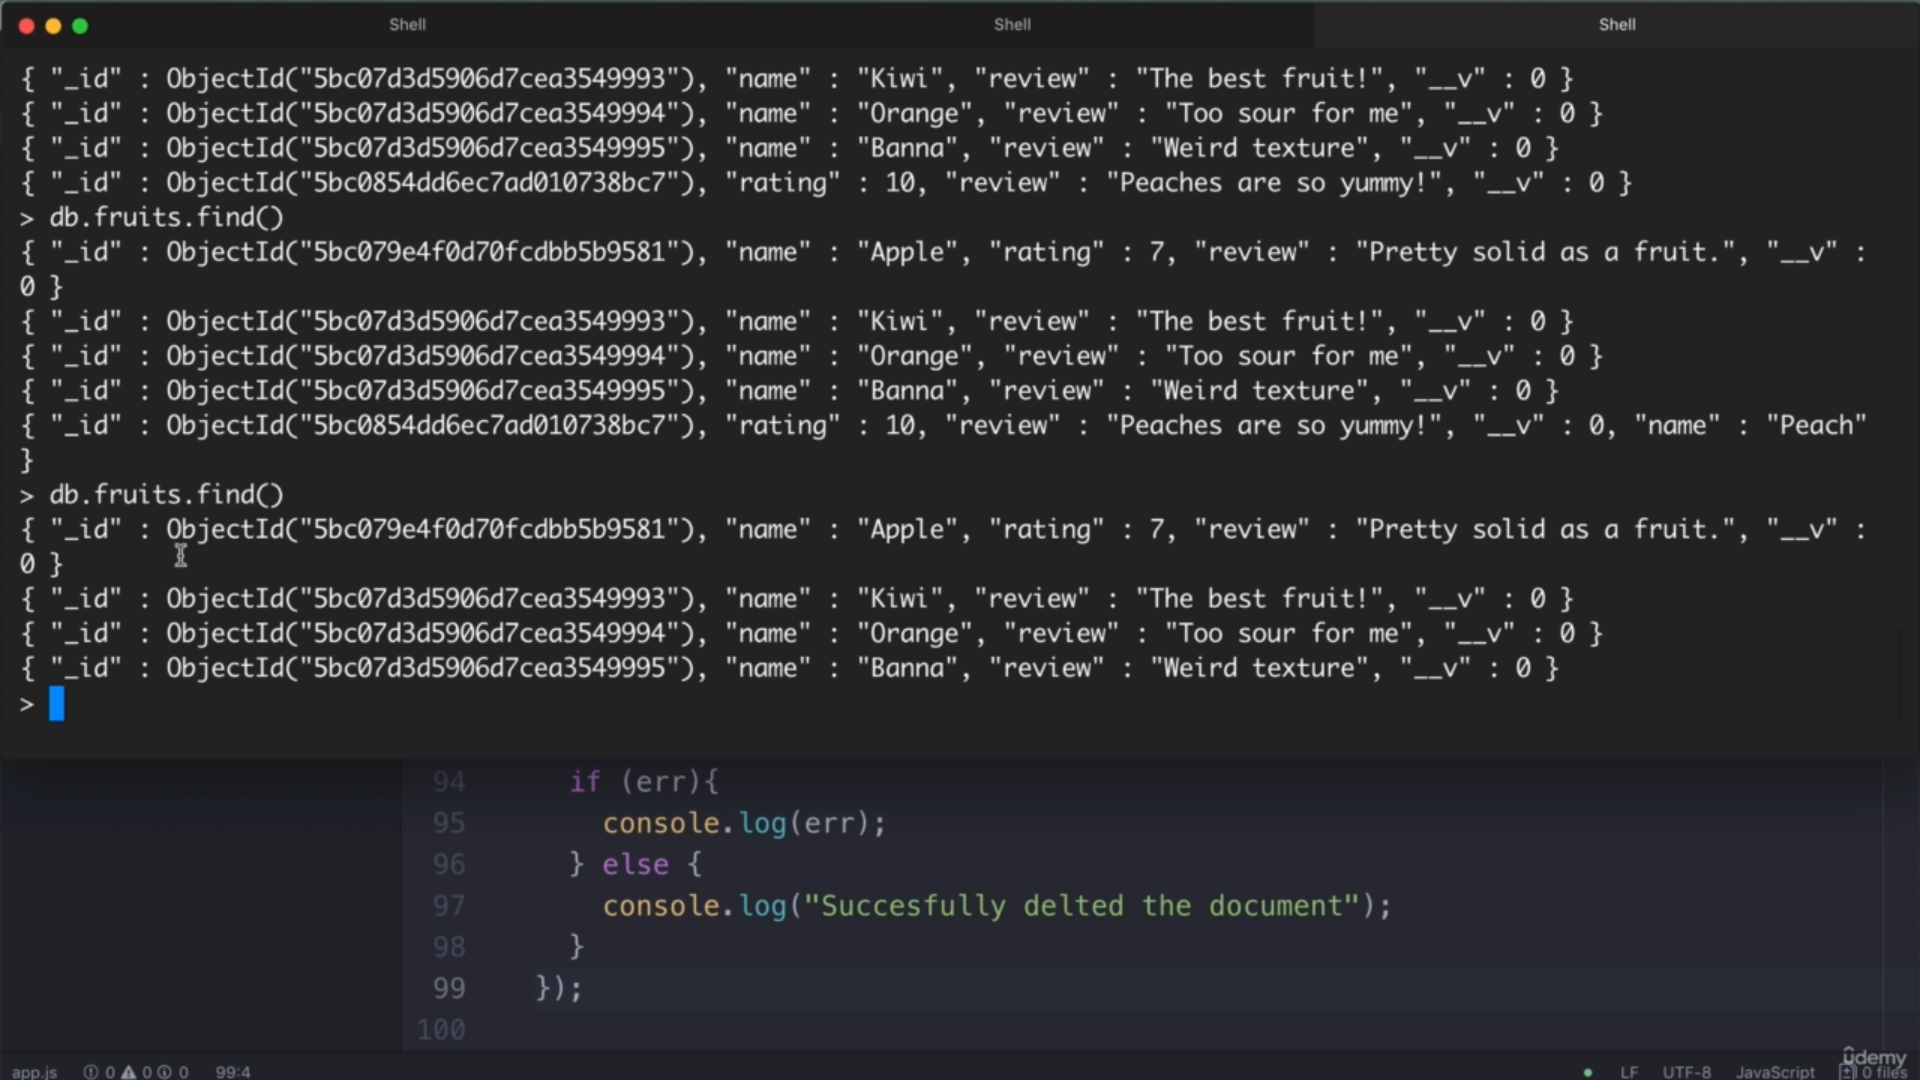 Shell Shell Shell
{ "_id" : ObjectId("5bc07d3d5906d7cea3549993"), "name" : "Kiwi", "review" : "The best fruit!", "__v" : 0 }
{ "_id" : ObjectId("5bc07d3d5906d7cea3549994"), "name" : "Orange", "review" : "Too sour for me", "__v" : 0 }
{ "_id" : ObjectId("5bc07d3d5906d7cea3549995"), "name" : "Banna", "review" : "Weird texture", "__v" : 0 }
{ "_id" : ObjectId("5bc0854dd6ec7ad010738bc7"), "rating" : 10, "review" : "Peaches are so yummy!", "__v" : 0 }
> db.fruits.find()
{ "_id" : ObjectId("5bc079e4f0d70fcdbb5b9581"), "name" : "Apple", "rating" : 7, "review" : "Pretty solid as a fruit.", "__v" :
0 }
{ "_id" : ObjectId("5bc07d3d5906d7cea3549993"), "name" : "Kiwi", "review" : "The best fruit!", "__v" : 0 }
{ "_id" : ObjectId("5bc07d3d5906d7cea3549994"), "name" : "Orange", "review" : "Too sour for me", "__v" : 0 }
{ "_id" : ObjectId("5bc07d3d5906d7cea3549995"), "name" : "Banna", "review" : "Weird texture", "__v" : 0 }
{ "_id" : ObjectId("5bc0854dd6ec7ad010738bc7"), "rating" : 10, "review" : "Peaches are so yummy!", "__v" : 0, "name" : "Peach"
}
> db.fruits.find()
{ "_id" : ObjectId("5bc079e4f0d70fcdbb5b9581"), "name" : "Apple", "rating" : 7, "review" : "Pretty solid as a fruit.", "__v" :
0 }
{ "_id" : ObjectId("5bc07d3d5906d7cea3549993"), "name" : "Kiwi", "review" : "The best fruit!", "__v" : 0 }
{ "_id" : ObjectId("5bc07d3d5906d7cea3549994"), "name" : "Orange", "review" : "Too sour for me", "__v" : 0 }
{ "_id" : ObjectId("5bc07d3d5906d7cea3549995"), "name" : "Banna", "review" : "Weird texture", "__v" : 0 }
>
94 if (err){
95 console.log(err);
96 } else {
97 console.log("Succesfully delted the document");
98 }
99 });
100
app.js 0 0 0 99:4 LF UTF-8 JavaScript 0 files
ûdemy